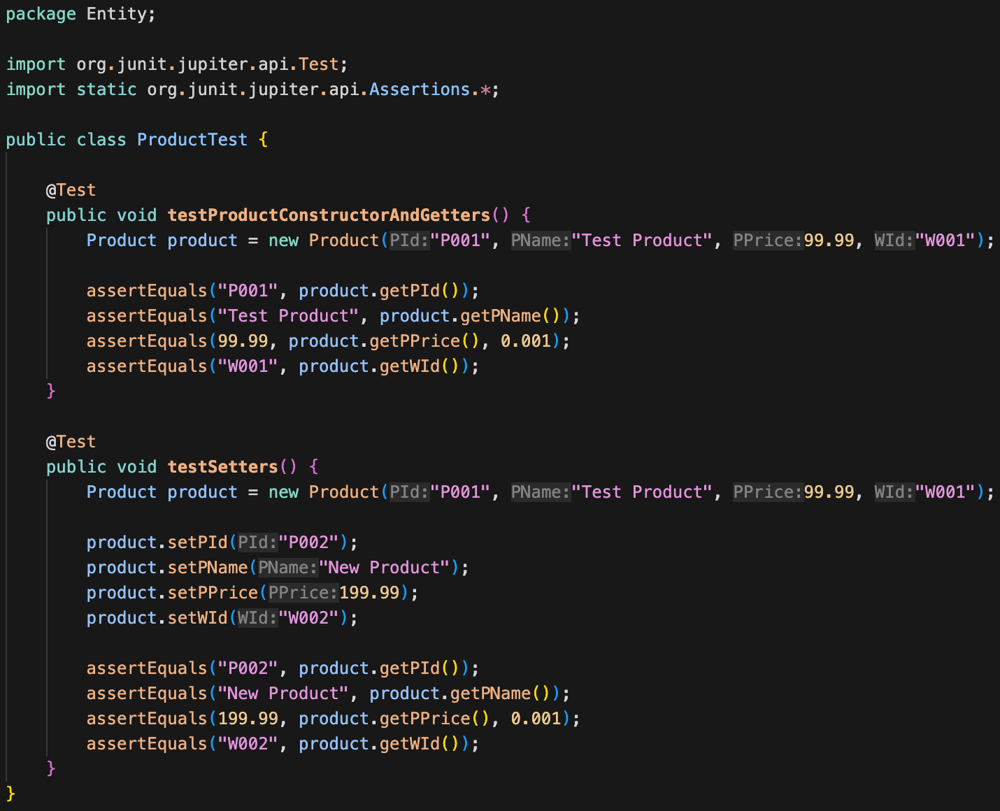 package Entity;
import org.junit.jupiter.api.Test;
import static org.junit.jupiter.api.Assertions.*;
public class ProductTest {
@Test
public void testProductConstructorAndGetters() {
Product product = new Product(PId:"P001", PName:"Test Product", PPrice:99.99, WId:"W001");
assertEquals("P001", product.getPId());
assertEquals("Test Product", product.getPName());
assertEquals(99.99, product.getPPrice(), 0.001);
assertEquals("W001", product.getWId());
}
@Test
public void testSetters() {
Product product = new Product(PId:"P001", PName:"Test Product", PPrice:99.99, WId:"W001");
product.setPId(PId:"P002");
product.setPName(PName:"New Product");
product.setPPrice(PPrice:199.99);
product.setWId(WId:"W002");
assertEquals("P002", product.getPId());
assertEquals("New Product", product.getPName());
assertEquals(199.99, product.getPPrice(), 0.001);
assertEquals("W002", product.getWId());
}
}